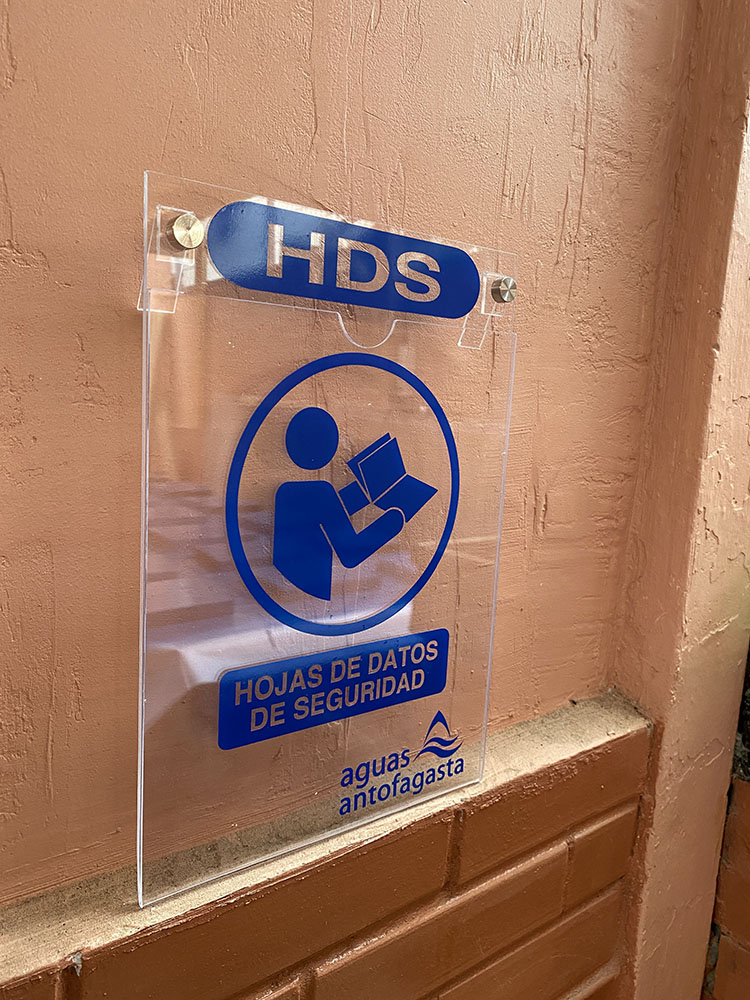 HDS
HOJAS DE DATOS
DE SEGURIDAD
aguas
antofagasta